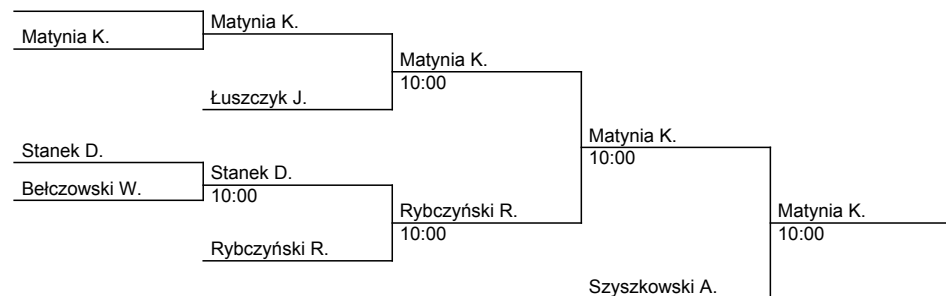 Matynia K.
Matynia K.
Łuszczyk J.
Matynia K.
10:00
Stanek D.
Bełczowski W.
Stanek D.
10:00
Rybczyński R.
Rybczyński R.
10:00
Matynia K.
10:00
Szyszkowski A.
Matynia K.
10:00